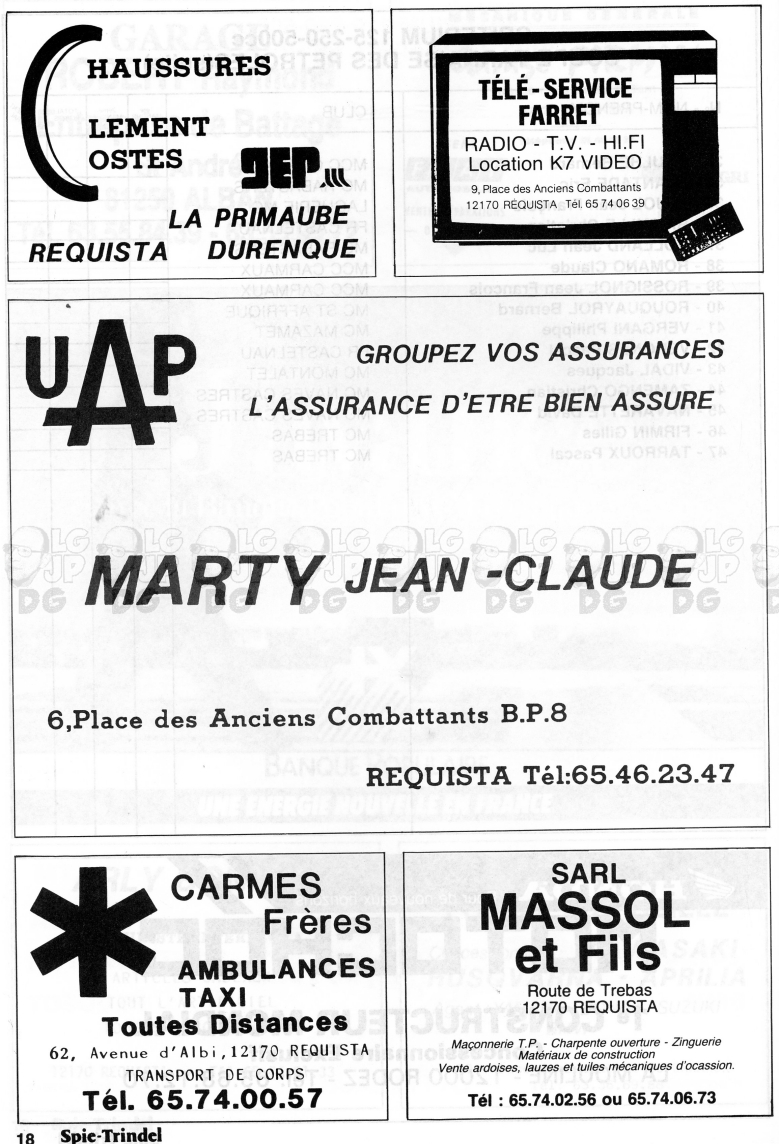 CHAUSSURES
CLEMENT
COSTES GEP
LA PRIMAUBE
REQUISTA DURENQUE
TÉLÉ - SERVICE
FARRET
RADIO - T.V. - HI.FI
Location K7 VIDEO
9, Place des Anciens Combattants
12170 RÉQUISTA Tél. 65 74 06 39
UAP
GROUPEZ VOS ASSURANCES
L'ASSURANCE D'ETRE BIEN ASSURE
MARTY JEAN -CLAUDE
6,Place des Anciens Combattants B.P.8
REQUISTA Tél:65.46.23.47
CARMES
Frères
AMBULANCES
TAXI
Toutes Distances
62, Avenue d'Albi,12170 REQUISTA
TRANSPORT DE CORPS
Tél. 65.74.00.57
SARL
MASSOL
et Fils
Route de Trebas
12170 REQUISTA
Maçonnerie T.P. - Charpente ouverture - Zinguerie
Matériaux de construction
Vente ardoises, lauzes et tuiles mécaniques d'ocassion.
Tél : 65.74.02.56 ou 65.74.06.73
18 Spie-Trindel